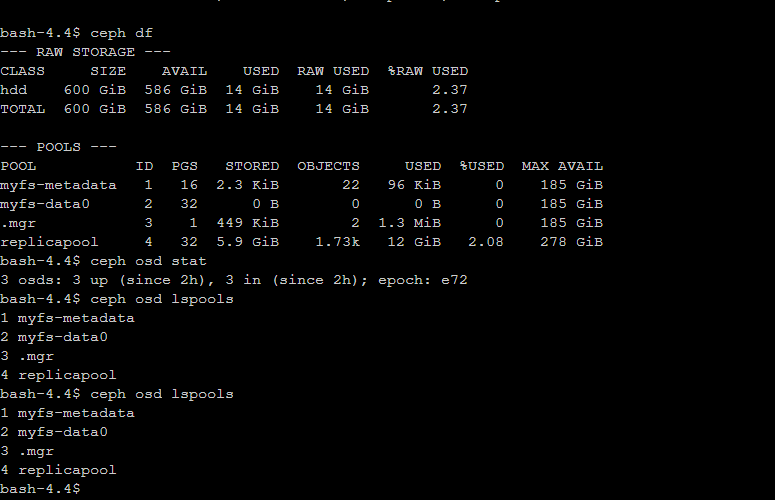 bash-4.4$ ceph df
--- RAW STORAGE ---
CLASS     SIZE    AVAIL    USED  RAW USED  %RAW USED
hdd    600 GiB  586 GiB  14 GiB    14 GiB       2.37
TOTAL  600 GiB  586 GiB  14 GiB    14 GiB       2.37

--- POOLS ---
POOL           ID  PGS   STORED  OBJECTS     USED  %USED  MAX AVAIL
myfs-metadata   1   16  2.3 KiB       22   96 KiB      0    185 GiB
myfs-data0      2   32      0 B        0      0 B      0    185 GiB
.mgr            3    1  449 KiB        2  1.3 MiB      0    185 GiB
replicapool     4   32  5.9 GiB    1.73k   12 GiB   2.08    278 GiB
bash-4.4$ ceph osd stat
3 osds: 3 up (since 2h), 3 in (since 2h); epoch: e72
bash-4.4$ ceph osd lspools
1 myfs-metadata
2 myfs-data0
3 .mgr
4 replicapool
bash-4.4$ ceph osd lspools
1 myfs-metadata
2 myfs-data0
3 .mgr
4 replicapool
bash-4.4$